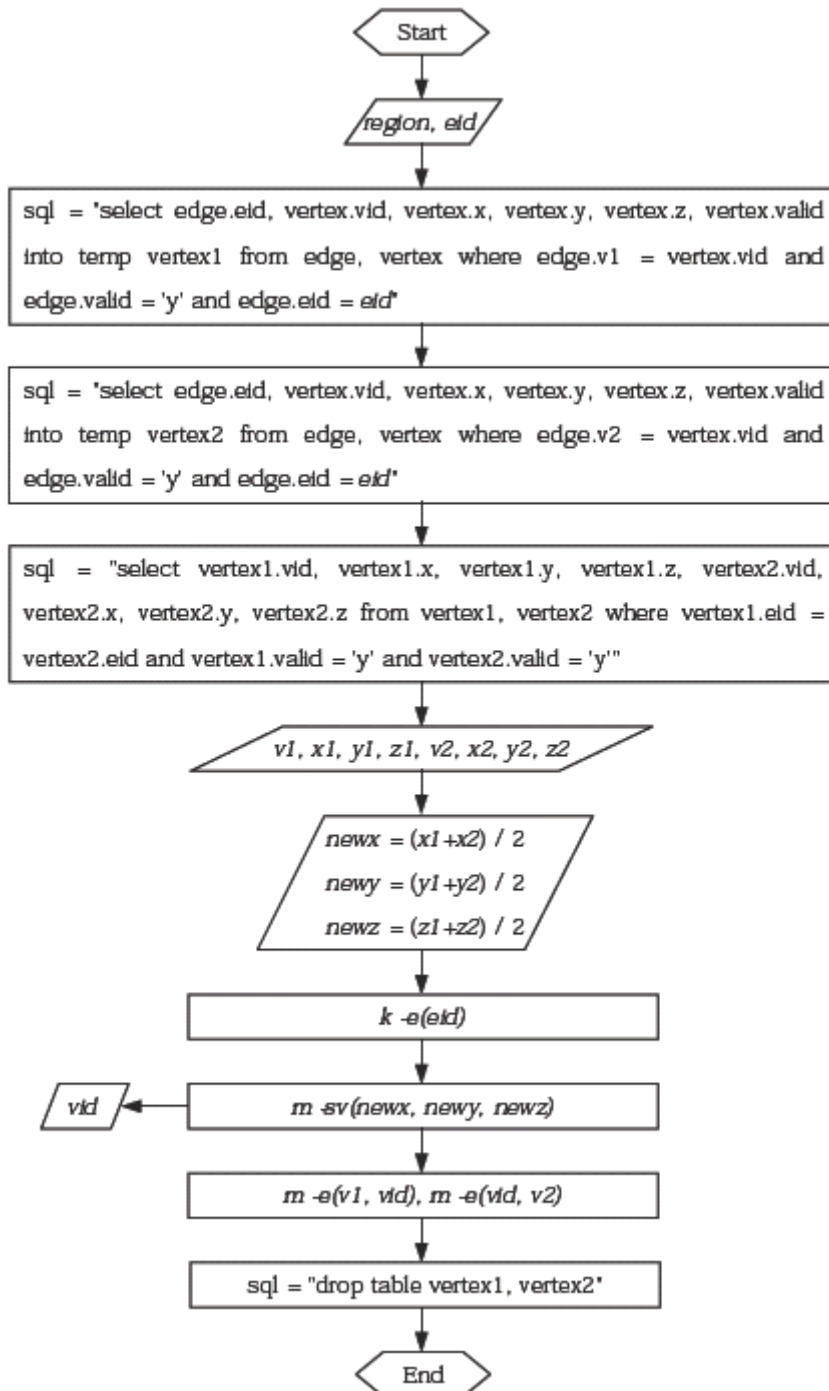 Start
region, eid
sql = "select edge.eid, vertex.vid, vertex.x, vertex.y, vertex.z, vertex.valid
into temp vertex1 from edge, vertex where edge.v1 = vertex.vid and
edge.valid = 'y' and edge.eid = eid"
sql = "select edge.eid, vertex.vid, vertex.x, vertex.y, vertex.z, vertex.valid
into temp vertex2 from edge, vertex where edge.v2 = vertex.vid and
edge.valid = 'y' and edge.eid = eid"
sql = "select vertex1.vid, vertex1.x, vertex1.y, vertex1.z, vertex2.vid,
vertex2.x, vertex2.y, vertex2.z from vertex1, vertex2 where vertex1.eid =
vertex2.eid and vertex1.valid = 'y' and vertex2.valid = 'y'"
v1, x1, y1, z1, v2, x2, y2, z2
newx = (x1+x2) / 2
newy = (y1+y2) / 2
newz = (z1+z2) / 2
k -e(eid)
vid
m -sv(newx, newy, newz)
m -e(v1, vid), m -e(vid, v2)
sql = "drop table vertex1, vertex2"
End